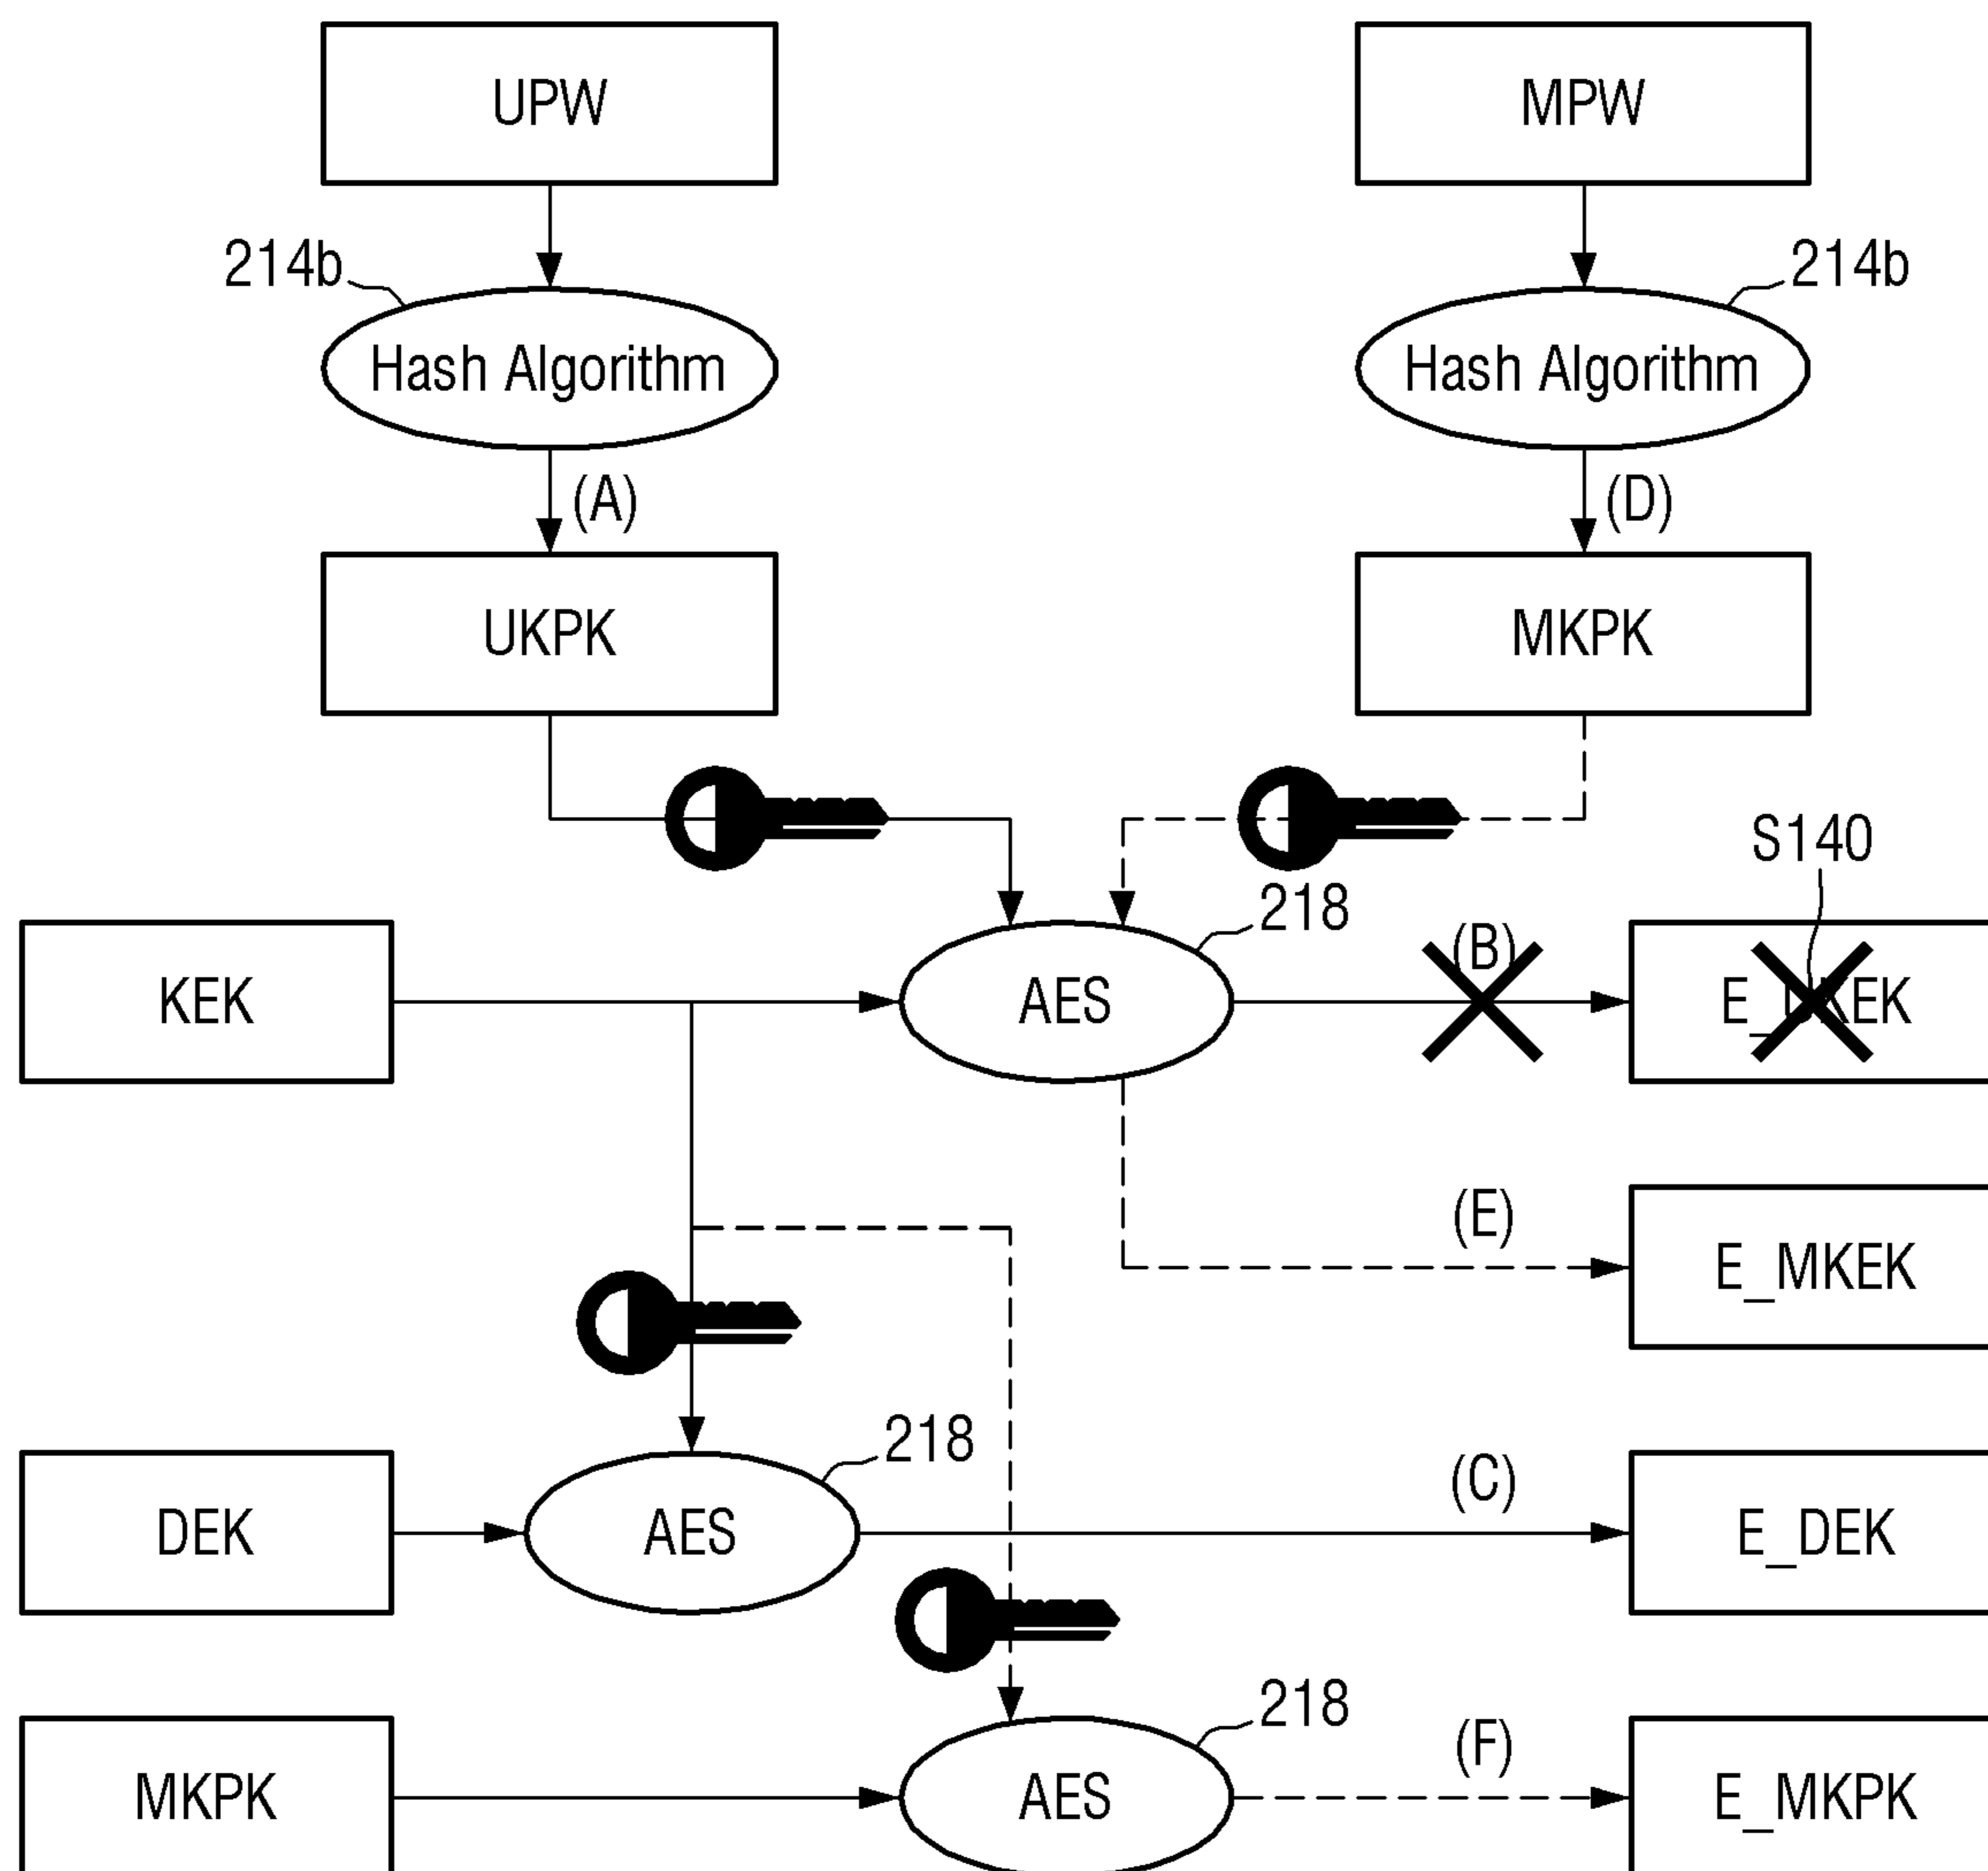 UPW
MPW
214b
214b
Hash Algorithm
Hash Algorithm
(A)
(D)
UKPK
MKPK
S140
218
(B)
KEK
AES
(E)
E_MKEK
218
(C)
DEK
AES
E_DEK
218
(F)
MKPK
AES
E_MKPK